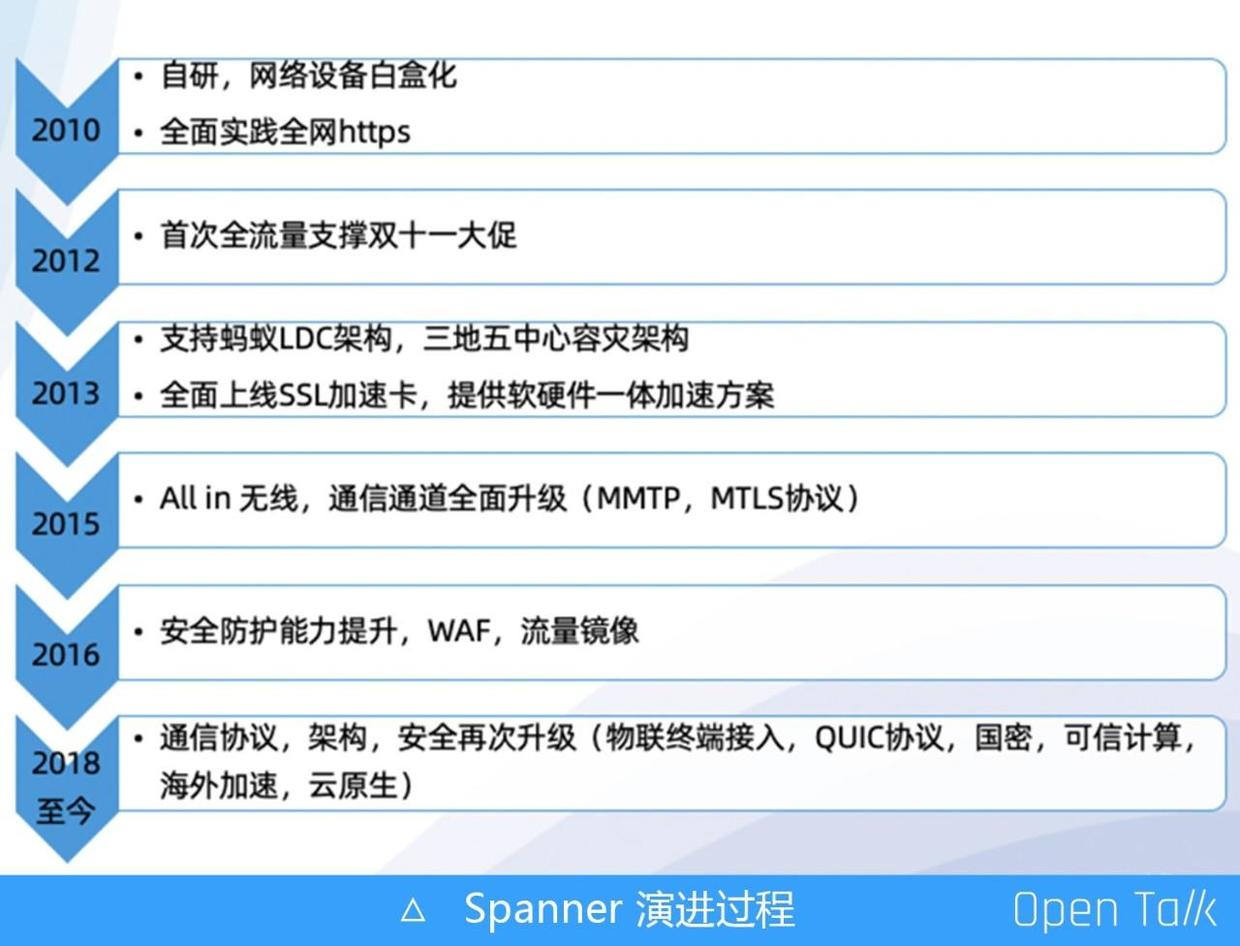 2010
• 自研，网络设备白盒化
• 全面实践全网https
2012
• 首次全流量支撑双十一大促
2013
• 支持蚂蚁LDC架构，三地五中心容灾架构
• 全面上线SSL加速卡，提供软硬件一体加速方案
2015
• All in 无线，通信通道全面升级（MMTP，MTLS协议）
2016
• 安全防护能力提升，WAF，流量镜像
2018
至今
• 通信协议，架构，安全再次升级（物联终端接入，QUIC协议，国密，可信计算，
海外加速，云原生）
△ Spanner 演进过程
Open Talk